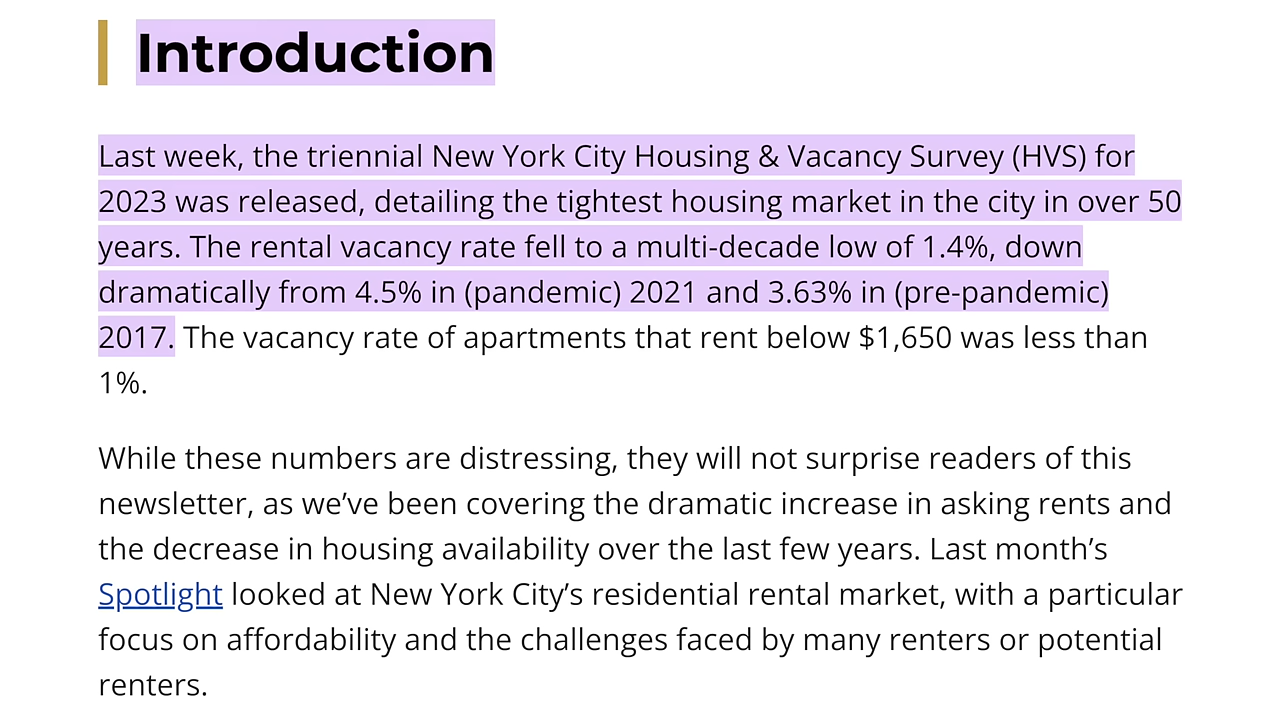 Introduction
Last week, the triennial New York City Housing & Vacancy Survey (HVS) for
2023 was released, detailing the tightest housing market in the city in over 50
years. The rental vacancy rate fell to a multi-decade low of 1.4%, down
dramatically from 4.5% in (pandemic) 2021 and 3.63% in (pre-pandemic)
2017. The vacancy rate of apartments that rent below $1,650 was less than
1%.
While these numbers are distressing, they will not surprise readers of this
newsletter, as we’ve been covering the dramatic increase in asking rents and
the decrease in housing availability over the last few years. Last month’s
Spotlight looked at New York City’s residential rental market, with a particular
focus on affordability and the challenges faced by many renters or potential
renters.